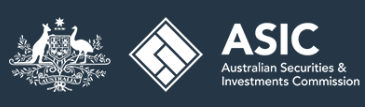 ASIC
Australian Securities &
Investments Commission